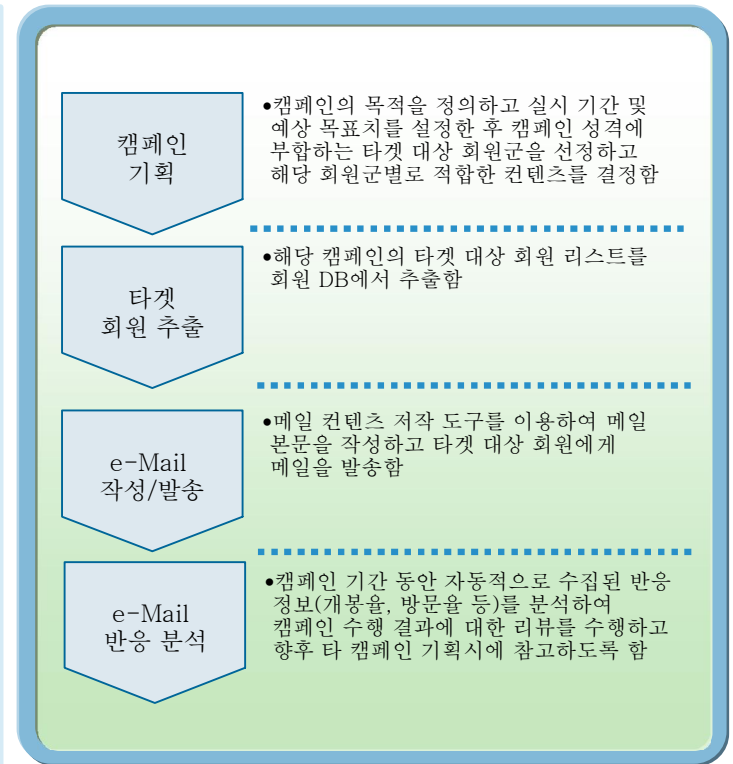 캠페인
기획
•캠페인의 목적을 정의하고 실시 기간 및
예상 목표치를 설정한 후 캠페인 성격에
부합하는 타겟 대상 회원군을 선정하고
해당 회원군별로 적합한 컨텐츠를 결정함
타겟
회원 추출
•해당 캠페인의 타겟 대상 회원 리스트를
회원 DB에서 추출함
e-Mail
작성/발송
•메일 컨텐츠 저작 도구를 이용하여 메일
본문을 작성하고 타겟 대상 회원에게
메일을 발송함
e-Mail
반응 분석
•캠페인 기간 동안 자동적으로 수집된 반응
정보(개봉율, 방문율 등)를 분석하여
캠페인 수행 결과에 대한 리뷰를 수행하고
향후 타 캠페인 기획시에 참고하도록 함